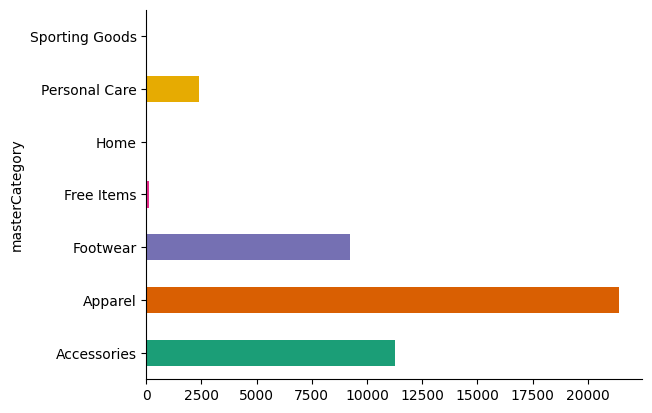 Sporting Goods
Personal Care
Home
Free Items
Footwear
Apparel
Accessories
masterCategory
0 2500 5000 7500 10000 12500 15000 17500 20000